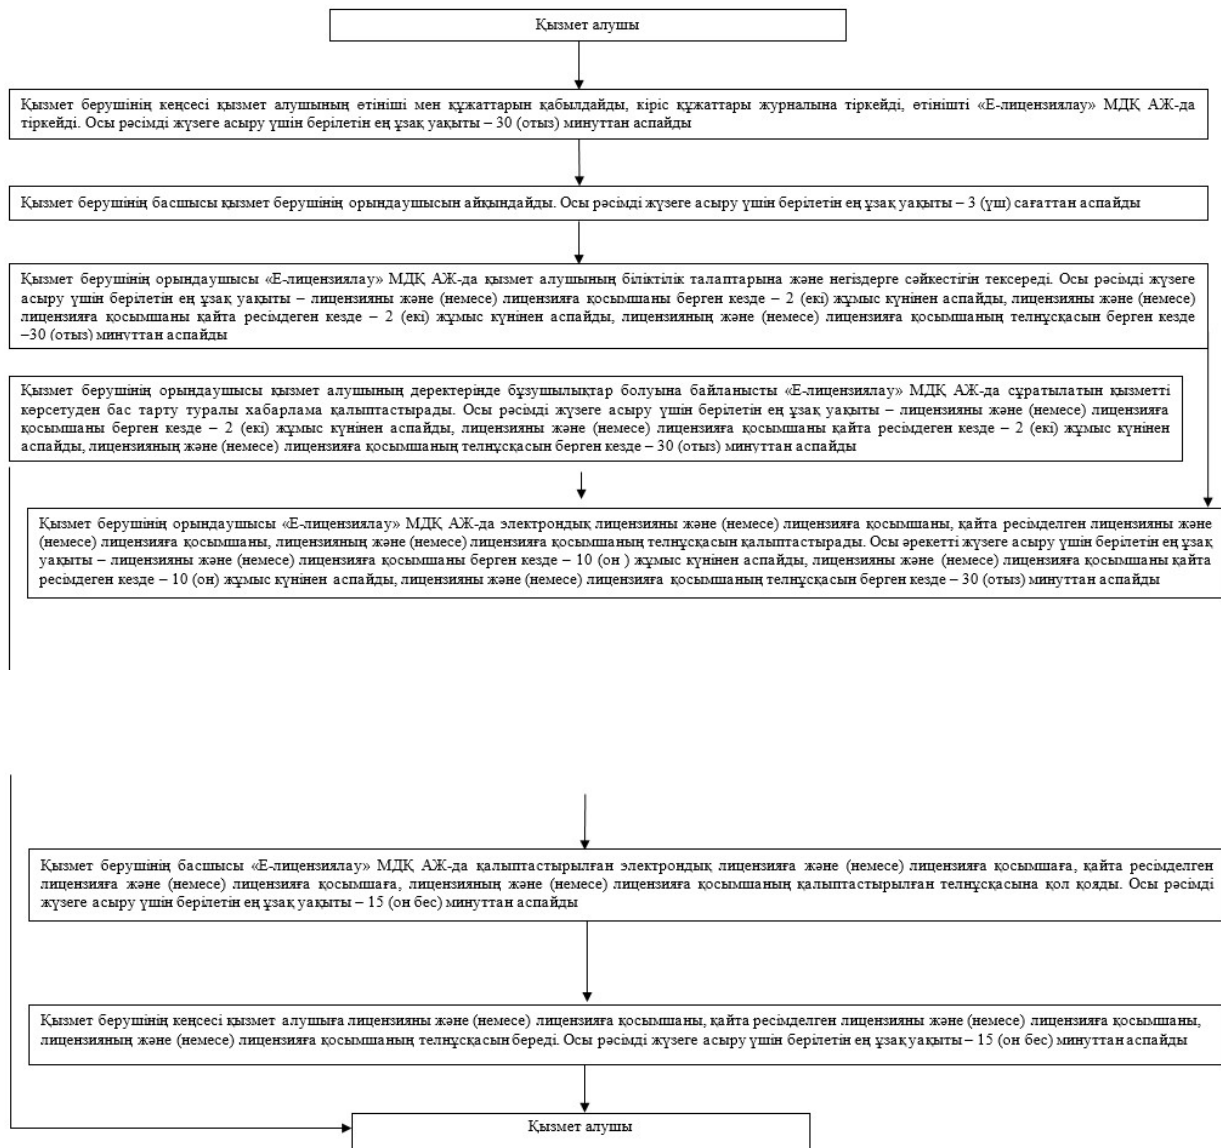 Қызмет алушы
Қызмет берушінің кеңсесі қызмет алушының өтініші мен құжаттарын қабылдайды, кіріс құжаттары журналына тіркейді, өтінішті «Е-лицензиялау» МДҚ АЖ-да
тіркейді. Осы рәсімді жүзеге асыру үшін берілетін ең ұзақ уақыты – 30 (отыз) минуттан аспайды
Қызмет берушінің басшысы қызмет берушінің орындаушысын айқындайды. Осы рәсімді жүзеге асыру үшін берілетін ең ұзақ уақыты – 3 (үш) сағаттан аспайды
Қызмет берушінің орындаушысы «Е-лицензиялау» МДҚ АЖ-да қызмет алушының біліктілік талаптарына және негіздерге сәйкестігін тексереді. Осы рәсімді жүзеге
асыру үшін берілетін ең ұзақ уақыты – лицензияны және (немесе) лицензияға қосымшаны берген кезде – 2 (екі) жұмыс күнінен аспайды, лицензияны және (немесе)
лицензияға қосымшаны қайта ресімдеген кезде – 2 (екі) жұмыс күнінен аспайды, лицензияның және (немесе) лицензияға қосымшаның телнұсқасын берген кезде
–30 (отыз) минуттан аспайды
Қызмет берушінің орындаушысы қызмет алушының деректерінде бұзушылықтар болуына байланысты «Е-лицензиялау» МДҚ АЖ-да сұратылатын қызметті
көрсетуден бас тарту туралы хабарлама қалыптастырады. Осы рәсімді жүзеге асыру үшін берілетін ең ұзақ уақыты – лицензияны және (немесе) лицензияға
қосымшаны берген кезде – 2 (екі) жұмыс күнінен аспайды, лицензияны және (немесе) лицензияға қосымшаны қайта ресімдеген кезде – 2 (екі) жұмыс күнінен
аспайды, лицензияның және (немесе) лицензияға қосымшаның телнұсқасын берген кезде – 30 (отыз) минуттан аспайды
Қызмет берушінің орындаушысы «Е-лицензиялау» МДҚ АЖ-да электрондық лицензияны және (немесе) лицензияға қосымшаны, қайта ресімделген лицензияны және
(немесе) лицензияға қосымшаны, лицензияның және (немесе) лицензияға қосымшаның телнұсқасын қалыптастырады. Осы әрекетті жүзеге асыру үшін берілетін ең ұзақ
уақыты – лицензияны және (немесе) лицензияға қосымшаны берген кезде – 10 (он ) жұмыс күнінен аспайды, лицензияны және (немесе) лицензияға қосымшаны қайта
ресімдеген кезде – 10 (он) жұмыс күнінен аспайды, лицензияны және (немесе) лицензияға қосымшаның телнұсқасын берген кезде – 30 (отыз) минуттан аспайды
Қызмет берушінің басшысы «Е-лицензиялау» МДҚ АЖ-да қалыптастырылған электрондық лицензияға және (немесе) лицензия қосымшаға, қайта ресімделген
лицензияға және (немесе) лицензияға қосымшаға, лицензияның және (немесе) лицензияға қосымшаның қалыптастырылған телнұсқасына қол қояды. Осы рәсімді
жүзеге асыру үшін берілетін ең ұзақ уақыты – 15 (он бес) минуттан аспайды
Қызмет берушінің кеңсесі қызмет алушыға лицензияны және (немесе) лицензияға қосымшаны, қайта ресімделген лицензияны және (немесе) лицензияға қосымшаны,
лицензияның және (немесе) лицензияға қосымшаның телнұсқасын береді. Осы рәсімді жүзеге асыру үшін берілетін ең ұзақ уақыты – 15 (он бес) минуттан аспайды
Қызмет алушы